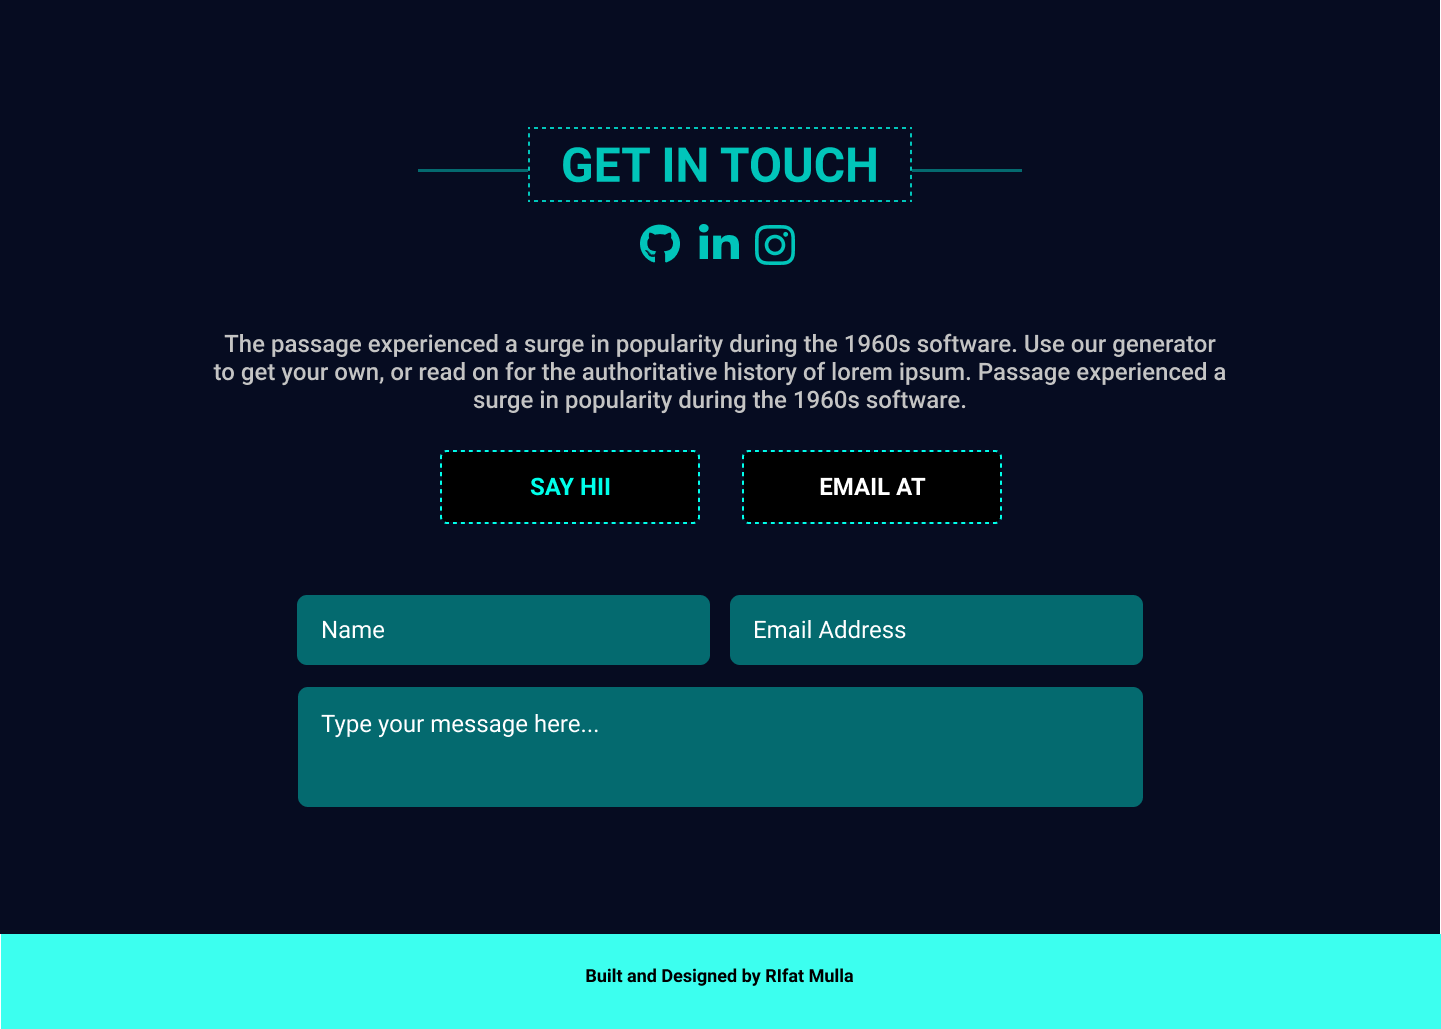 GET IN TOUCH
The passage experienced a surge in popularity during the 1960s software. Use our generator
to get your own, or read on for the authoritative history of lorem ipsum. Passage experienced a
surge in popularity during the 1960s software.
SAY HII
EMAIL AT
Name
Email Address
Type your message here...
Built and Designed by RIfat Mulla